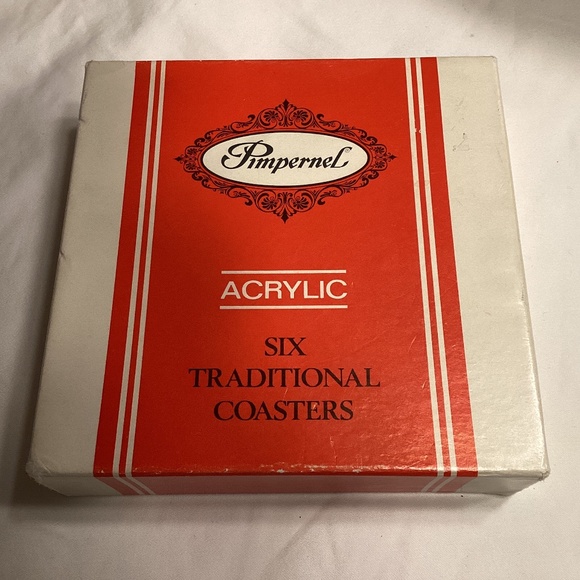 Pimpernel
ACRYLIC
SIX
TRADITIONAL
COASTERS